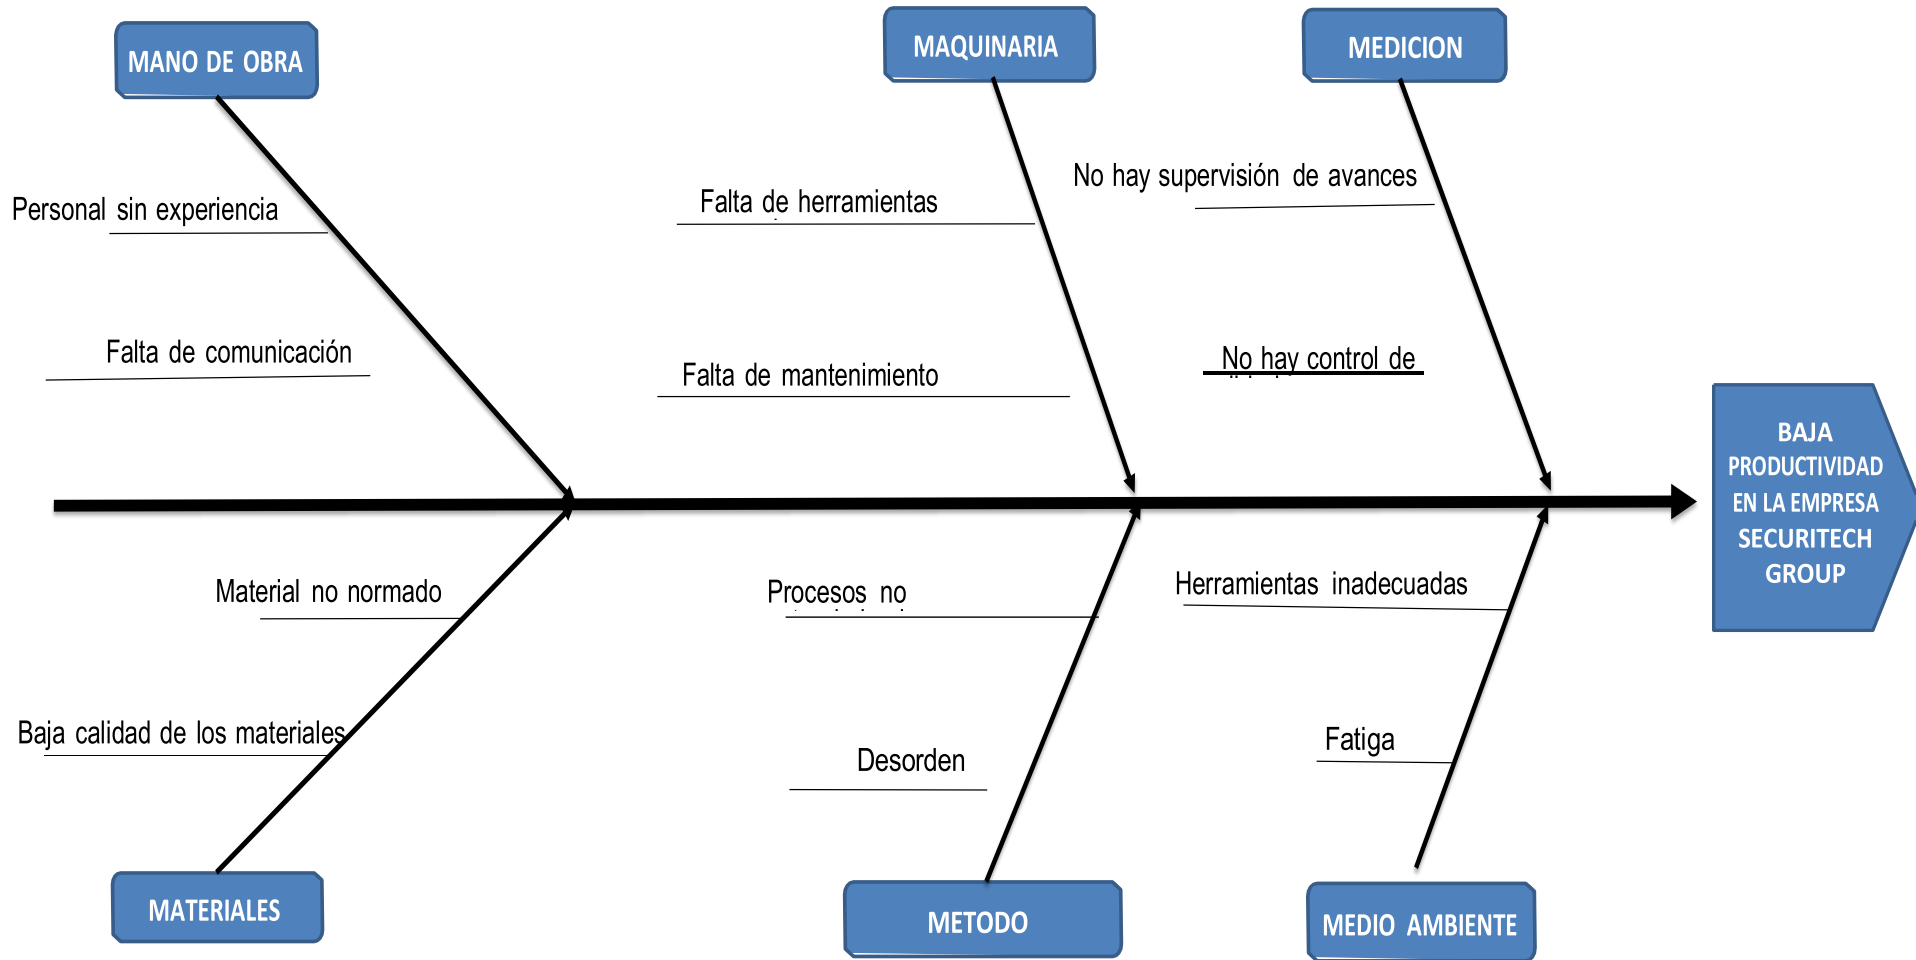 MANO DE OBRA
MAQUINARIA
MEDICION
Personal sin experiencia
Falta de herramientas
No hay supervisión de avances
Falta de comunicación
Falta de mantenimiento
No hay control de
BAJA
PRODUCTIVIDAD
EN LA EMPRESA
SECURITECH
GROUP
Material no normado
Procesos no
Herramientas inadecuadas
Baja calidad de los materiales
Desorden
Fatiga
MATERIALES
METODO
MEDIO AMBIENTE